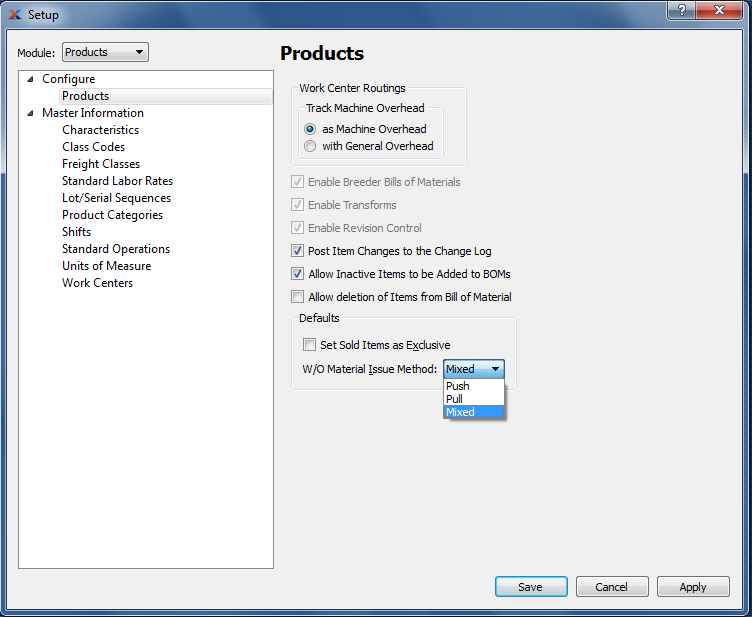 Setup
?
Module: Products
Products
Configure
Products
Master Information
Characteristics
Class Codes
Freight Classes
Standard Labor Rates
Lot/Serial Sequences
Product Categories
Shifts
Standard Operations
Units of Measure
Work Centers
Work Center Routings
Track Machine Overhead
as Machine Overhead
with General Overhead
Enable Breeder Bills of Materials
Enable Transforms
Enable Revision Control
Post Item Changes to the Change Log
Allow Inactive Items to be Added to BOMs
Allow deletion of Items from Bill of Material
Defaults
Set Sold Items as Exclusive
W/O Material Issue Method: Mixed
Push
Pull
Mixed
Save Cancel Apply